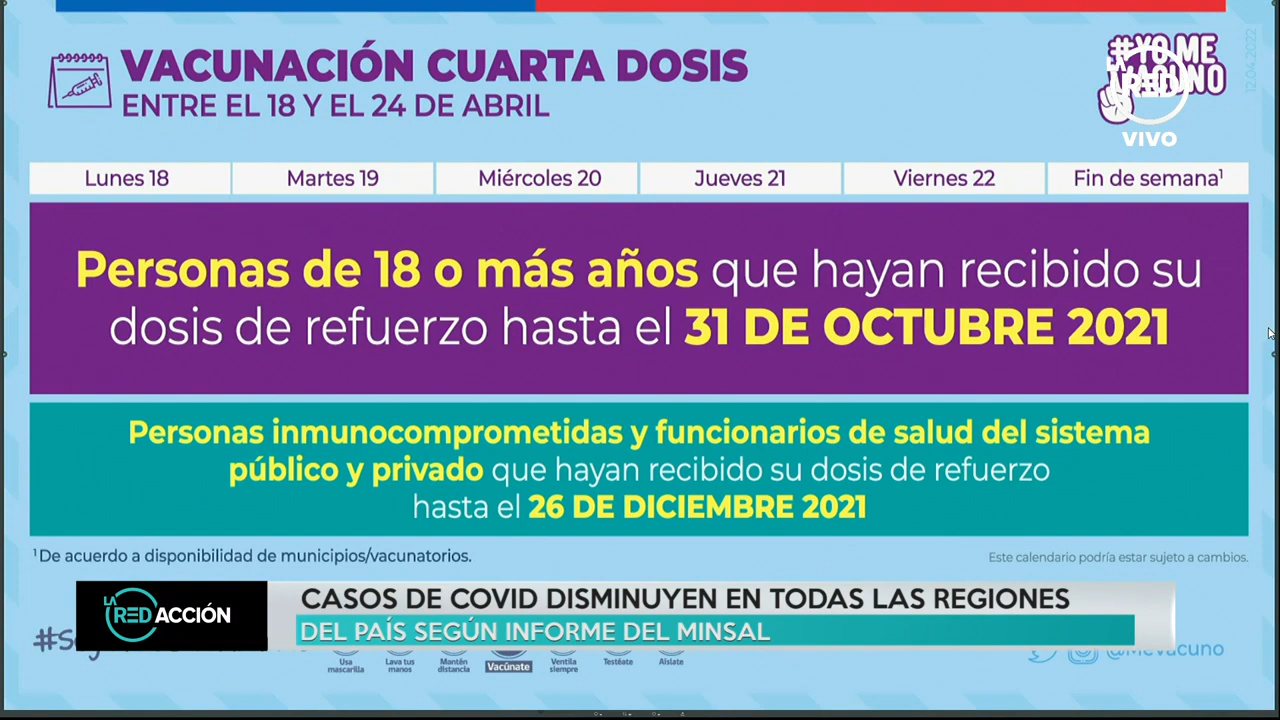 VACUNACIÓN CUARTA DOSIS
ENTRE EL 18 Y EL 24 DE ABRIL
#YO ME
VACUNO
LA
RED
VIVO
12.04.2022
Lunes 18
Martes 19
Miércoles 20
Jueves 21
Viernes 22
Fin de semana¹
Personas de 18 o más años que hayan recibido su
dosis de refuerzo hasta el 31 DE OCTUBRE 2021
Personas inmunocomprometidas y funcionarios de salud del sistema
público y privado que hayan recibido su dosis de refuerzo
hasta el 26 DE DICIEMBRE 2021
¹De acuerdo a disponibilidad de municipios/vacunatorios.
Este calendario podría estar sujeto a cambios.
LA
RED ACCIÓN
CASOS DE COVID DISMINUYEN EN TODAS LAS REGIONES
DEL PAÍS SEGÚN INFORME DEL MINSAL
Usa mascarilla
Lava tus manos
Mantén distancia
Vacúnate
Ventila siempre
Testéate
Aíslate
@MeVacuno